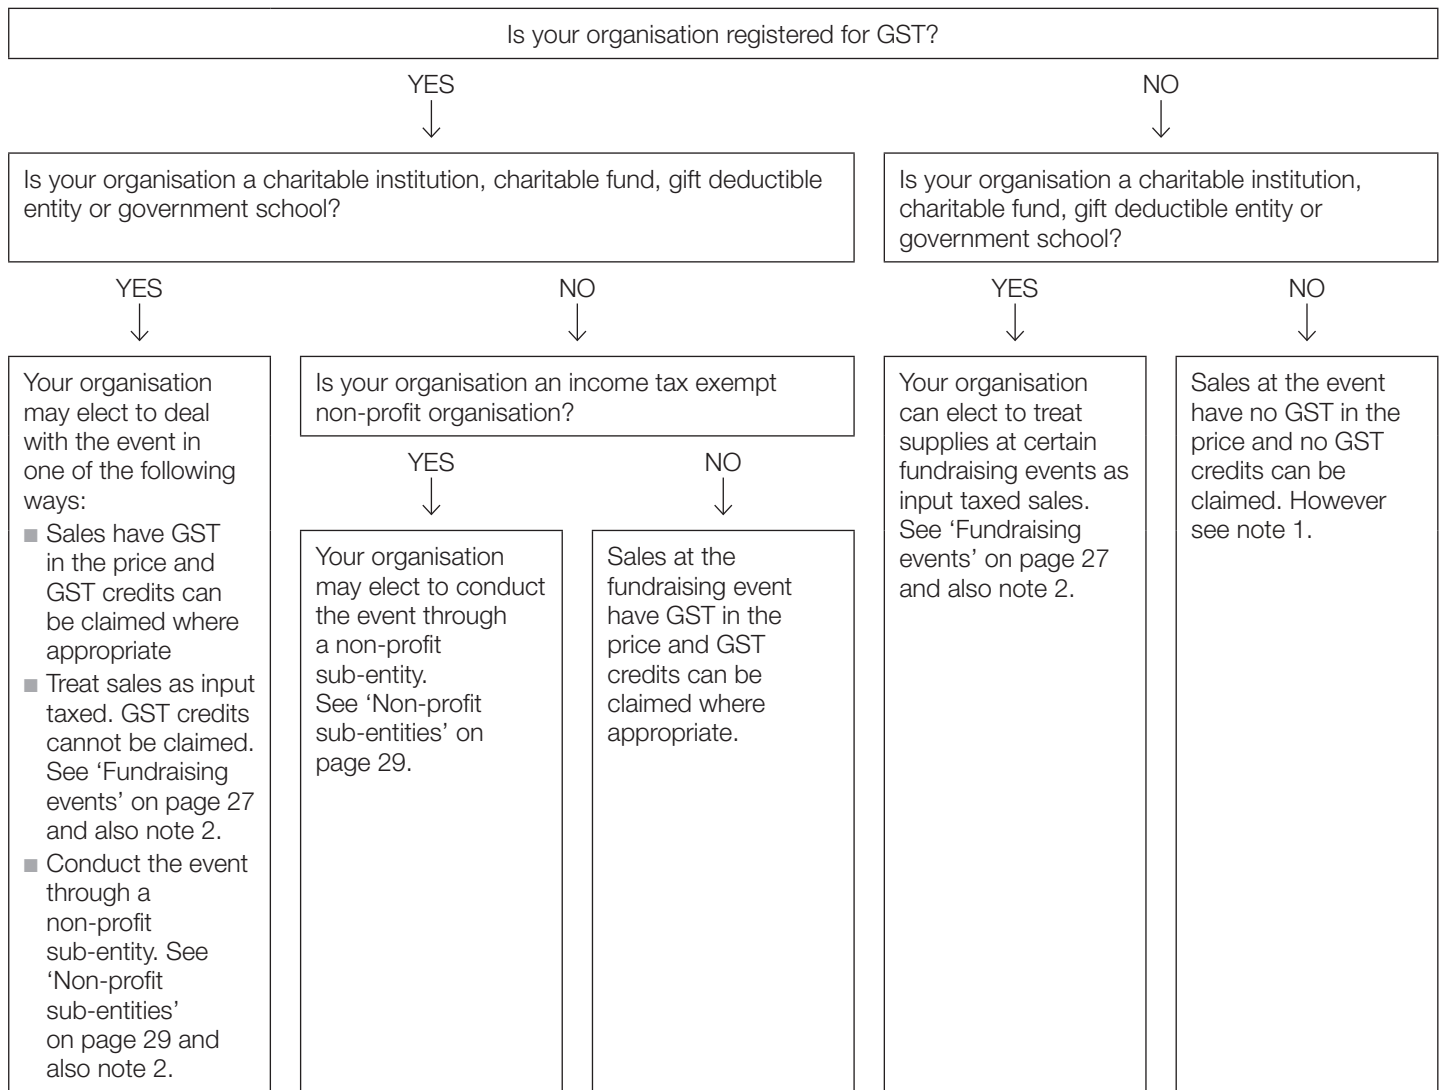 Is your organisation registered for GST?
YES
NO
Is your organisation a charitable institution, charitable fund, gift deductible
entity or government school?
Is your organisation a charitable institution,
charitable fund, gift deductible entity or
government school?
YES
NO
YES
NO
Your organisation
may elect to deal
with the event in
one of the following
ways:
■ Sales have GST
in the price and
GST credits can
be claimed where
appropriate
■ Treat sales as input
taxed. GST credits
cannot be claimed.
See ‘Fundraising
events’ on page 27
and also note 2.
■ Conduct the event
through a
non-profit
sub-entity. See
‘Non-profit
sub-entities’
on page 29 and
also note 2.
Is your organisation an income tax exempt
non-profit organisation?
YES
NO
Your organisation
may elect to conduct
the event through
a non-profit
sub-entity.
See ‘Non-profit
sub-entities’ on
page 29.
Sales at the
fundraising event
have GST in the
price and GST
credits can be
claimed where
appropriate.
Your organisation
can elect to treat
supplies at certain
fundraising events as
input taxed sales.
See ‘Fundraising
events’ on page 27
and also note 2.
Sales at the event
have no GST in the
price and no GST
credits can be
claimed. However
see note 1.